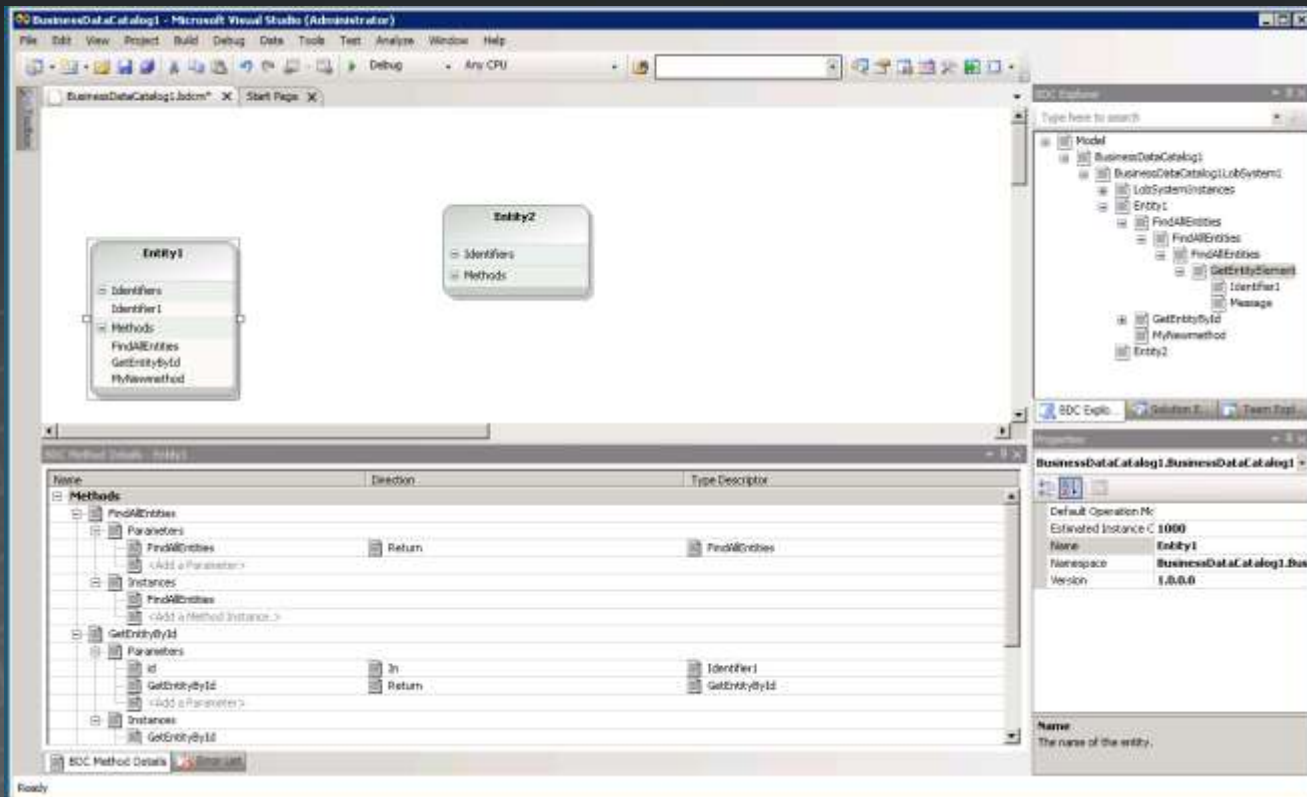 BusinessDataCatalog1 - Microsoft Visual Studio (Administrator)
File Edit View Project Build Debug Data Tools Test Analyze Window Help
Debug Any CPU
BusinessDataCatalog1.bdcm* X Start Page X
Toolbox
Entity1
Identifiers
Identifier1
Methods
FindAllEntities
GetEntityById
MyNewmethod
Entity2
Identifiers
Methods
BDC Explorer
Type here to search
Model
BusinessDataCatalog1
BusinessDataCatalog1LobSystem1
LobSystemInstances
Entity1
FindAllEntities
FindAllEntities
FindAllEntities
GetEntityElement
Identifier1
Message
GetEntityById
MyNewmethod
Entity2
BDC Explo... Solution E... Team Expl...
BDC Method Details - Entity1
Name Direction Type Descriptor
Methods
FindAllEntities
Parameters
FindAllEntities Return FindAllEntities
<Add a Parameter>
Instances
FindAllEntities
<Add a Method Instance.>
GetEntityById
Parameters
id In Identifier1
GetEntityById Return GetEntityById
<Add a Parameter>
Instances
GetEntityById
BDC Method Details Error List
Properties
BusinessDataCatalog1.BusinessDataCatalog1
Default Operation Mc
Estimated Instance C 1000
Name Entity1
Namespace BusinessDataCatalog1.Bus
Version 1.0.0.0
Name
The name of the entity.
Ready